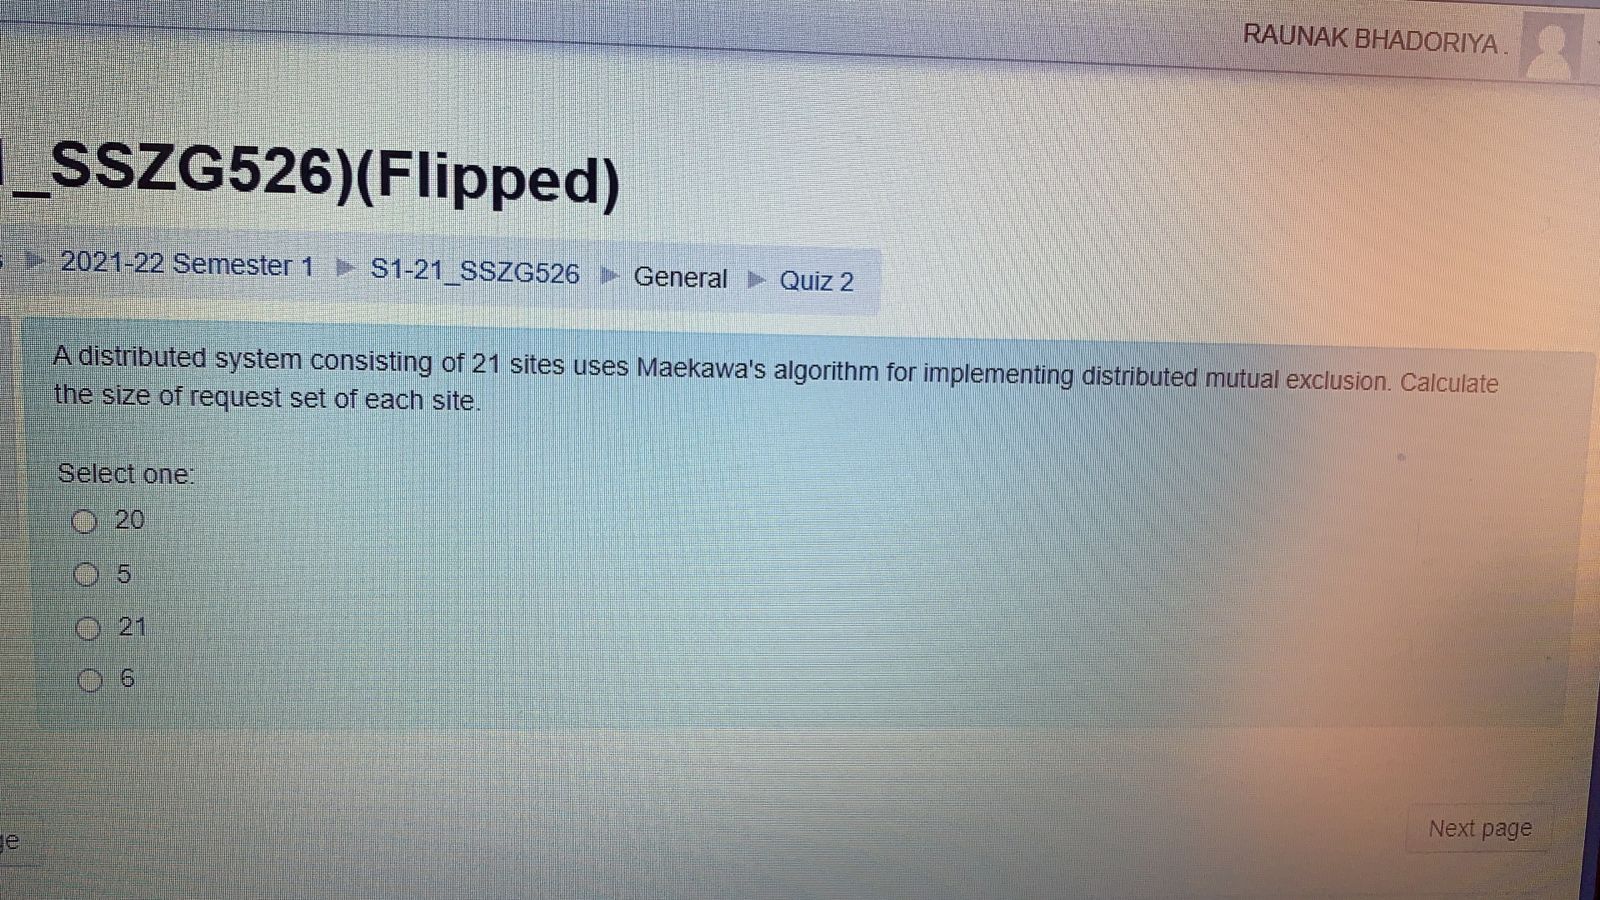 RAUNAK BHADORIYA .
_SSZG526)(Flipped)
2021-22 Semester 1 ▶ S1-21_SSZG526 ▶ General ▶ Quiz 2
A distributed system consisting of 21 sites uses Maekawa's algorithm for implementing distributed mutual exclusion. Calculate
the size of request set of each site.
Select one:
20
5
21
6
Next page